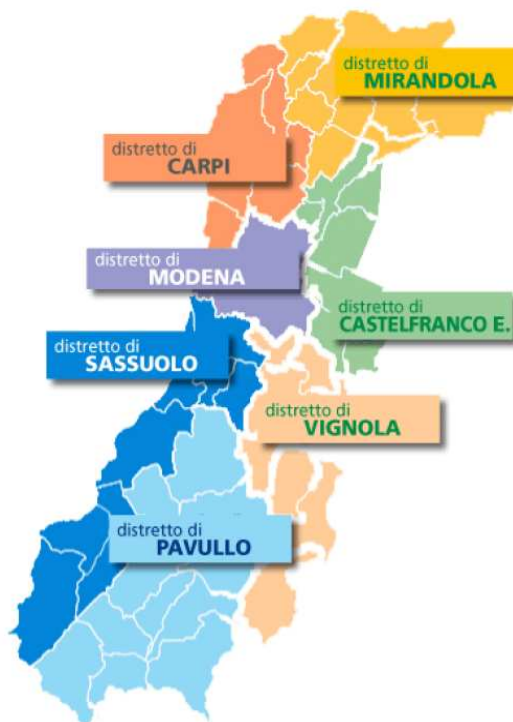 distretto di
MIRANDOLA
distretto di
CARPI
distretto di
MODENA
distretto di
CASTELFRANCO E.
distretto di
SASSUOLO
distretto di
VIGNOLA
distretto di
PAVULLO